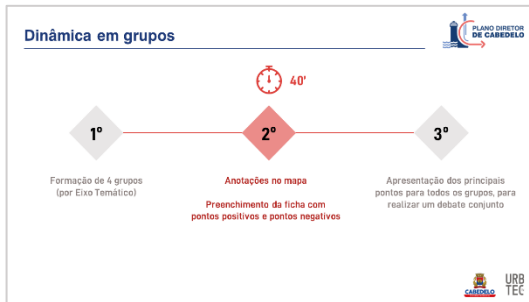 Dinâmica em grupos
PLANO DIRETOR
DE CABEDELO
40'
1º
2º
3º
Formação de 4 grupos
(por Eixo Temático)
Anotações no mapa
Preenchimento da ficha com
pontos positivos e pontos negativos
Apresentação dos principais
pontos para todos os grupos, para
realizar um debate conjunto
CABEDELO
URB
TEC